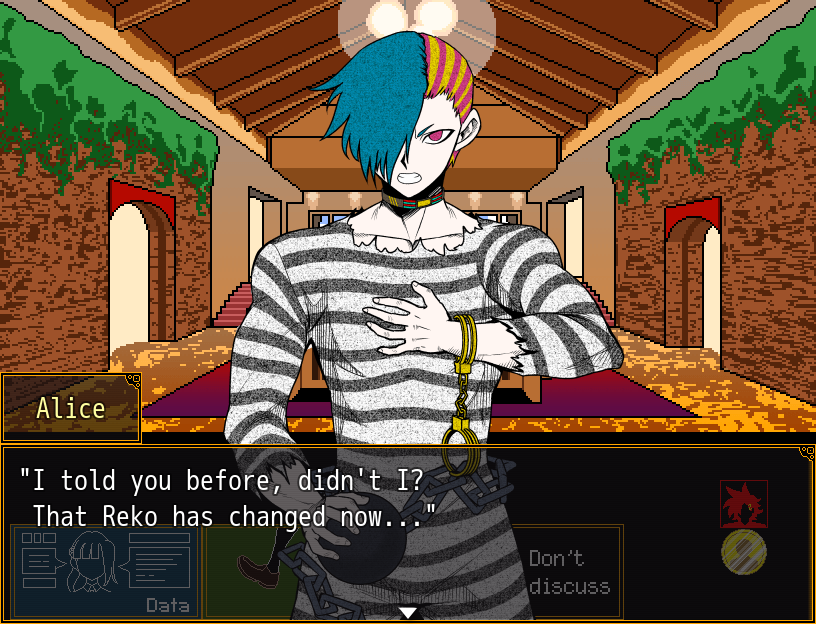 Alice
"I told you before, didn't I?
That Reko has changed now..."
Data
Don't
discuss